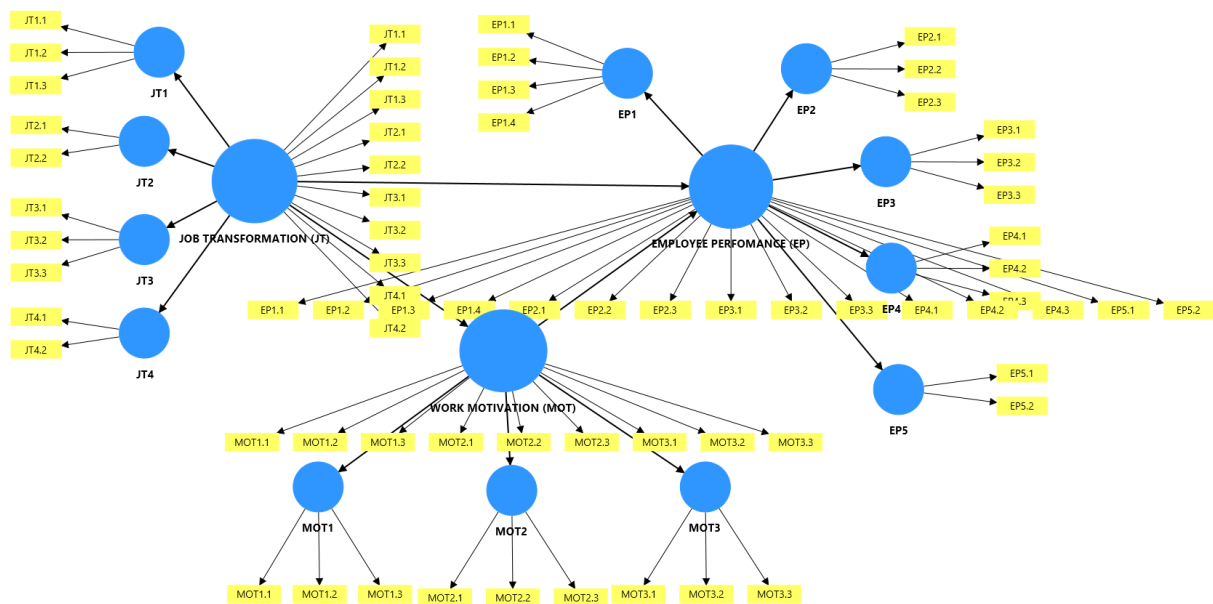 JT1.1
JT1.2
JT1.3
JT1
JT2.1
JT2.2
JT2
JT3.1
JT3.2
JT3.3
JT3
JT4.1
JT4.2
JT4
JOB TRANSFORMATION (JT)
JT1.1
JT1.2
JT1.3
JT2.1
JT2.2
JT3.1
JT3.2
JT3.3
JT4.1
JT4.2
EP1.1
EP1.2
EP1.3
EP1.4
EP1
EP2.1
EP2.2
EP2.3
EP2
EP3.1
EP3.2
EP3.3
EP3
EMPLOYEE PERFOMANCE (EP)
EP4.1
EP4.2
EP4.3
EP4
EP1.1
EP1.2
EP1.3
EP1.4
EP2.1
EP2.2
EP2.3
EP3.1
EP3.2
EP3.3
EP4.1
EP4.2
EP4.3
EP5.1
EP5.2
EP5.1
EP5.2
EP5
WORK MOTIVATION (MOT)
MOT1.1
MOT1.2
MOT1.3
MOT2.1
MOT2.2
MOT2.3
MOT3.1
MOT3.2
MOT3.3
MOT1
MOT2
MOT3
MOT1.1
MOT1.2
MOT1.3
MOT2.1
MOT2.2
MOT2.3
MOT3.1
MOT3.2
MOT3.3